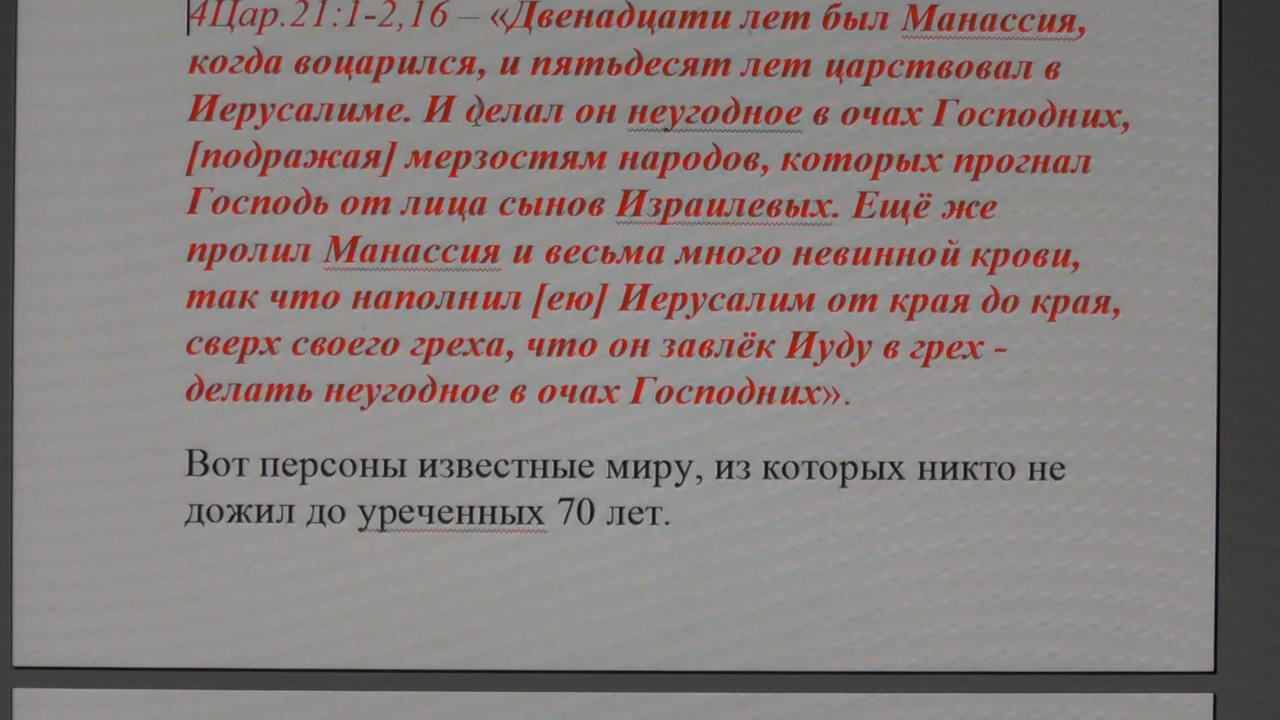 4Цар.21:1-2,16 – «Двенадцати лет был Манассия,
когда воцарился, и пятьдесят лет царствовал в
Иерусалиме. И делал он неугодное в очах Господних,
[подражая] мерзостям народов, которых прогнал
Господь от лица сынов Израилевых. Ещё же
пролил Манассия и весьма много невинной крови,
так что наполнил [ею] Иерусалим от края до края,
сверх своего греха, что он завлёк Иуду в грех -
делать неугодное в очах Господних».
Вот персоны известные миру, из которых никто не
дожил до уреченных 70 лет.